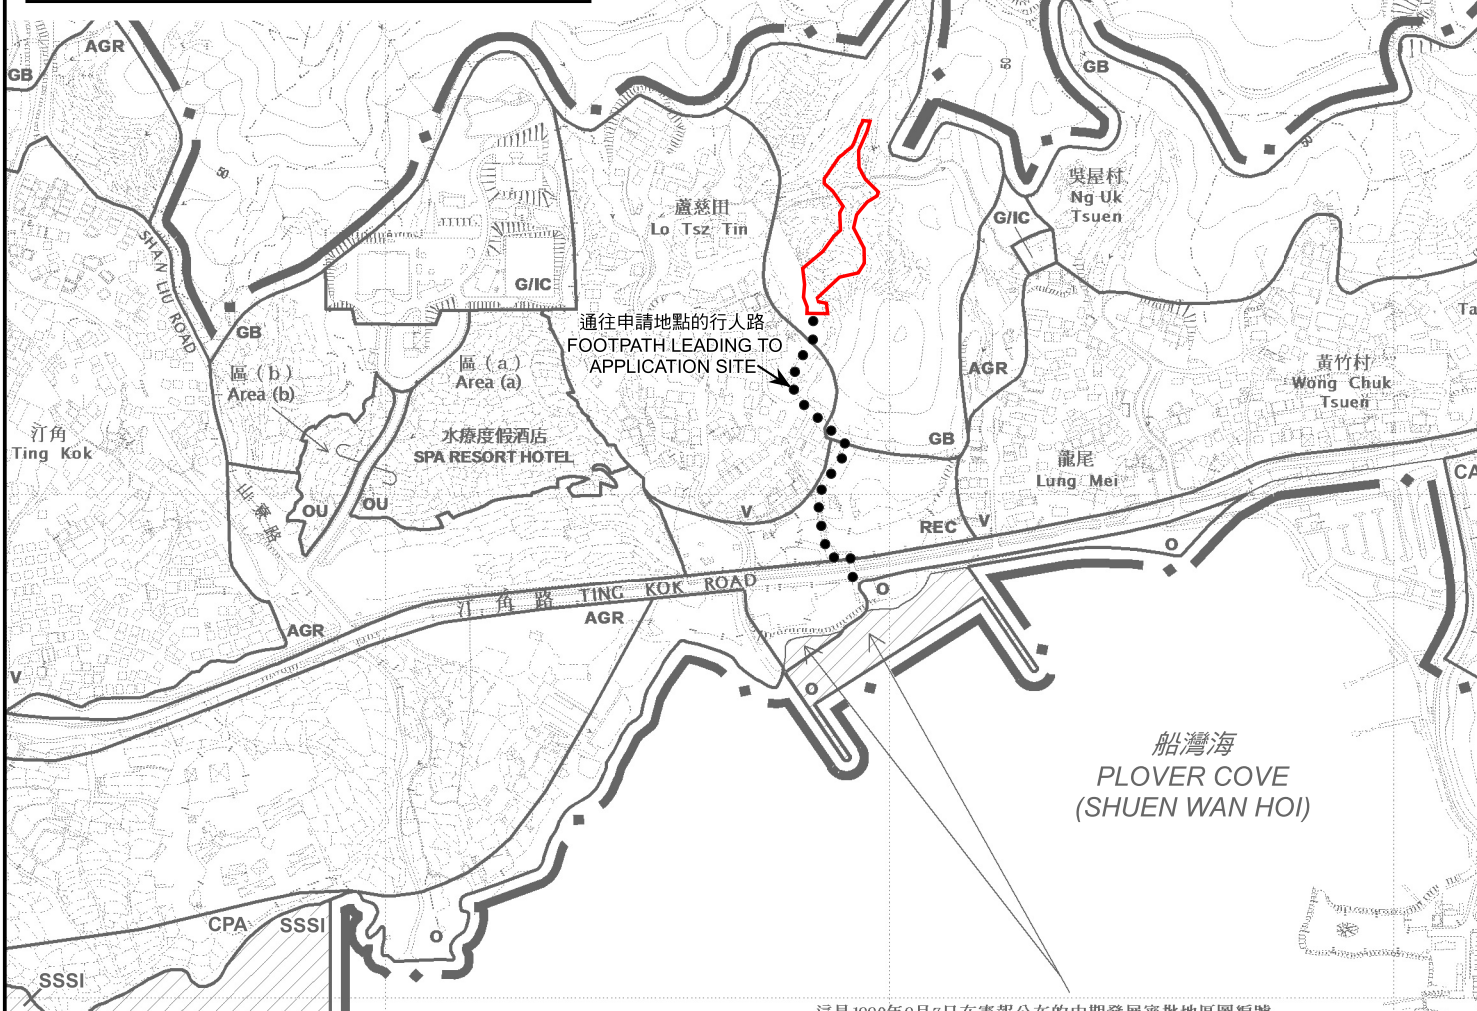 AGR
GB
50
GB
50
50
吳屋村
Ng Uk
Tsuen
G/IC
蘆慈田
Lo Tsz Tin
SHAN LIU ROAD
G/IC
通往申請地點的行人路
FOOTPATH LEADING TO
APPLICATION SITE
GB
區 (a)
Area (a)
區 (b)
Area (b)
AGR
黃竹村
Wong Chuk
Tsuen
Ta
汀角
Ting Kok
水療度假酒店
SPA RESORT HOTEL
GB
龍尾
Lung Mei
CA
山寮路
OU
OU
V
REC
V
O
汀角路 TING KOK ROAD
O
AGR
AGR
V
O
船灣海
PLOVER COVE
(SHUEN WAN HOI)
CPA
SSSI
O
SSSI